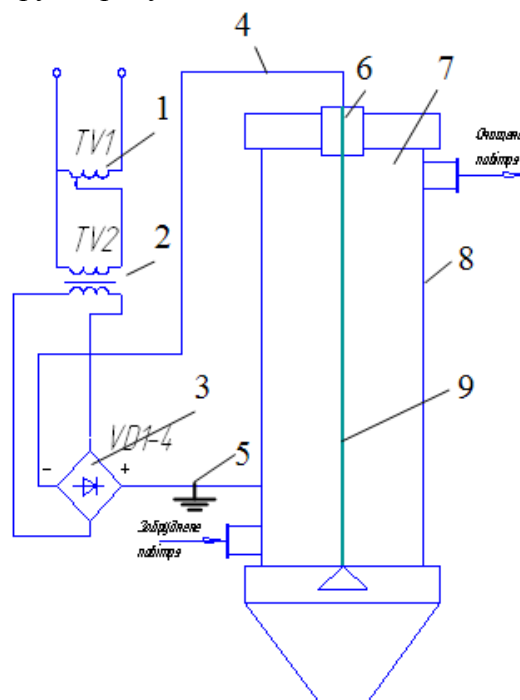 4
6
7
1
TV1
Очищене
повітря
TV2
2
8
3
9
VD1-4
5
- +
Забруднене
повітря